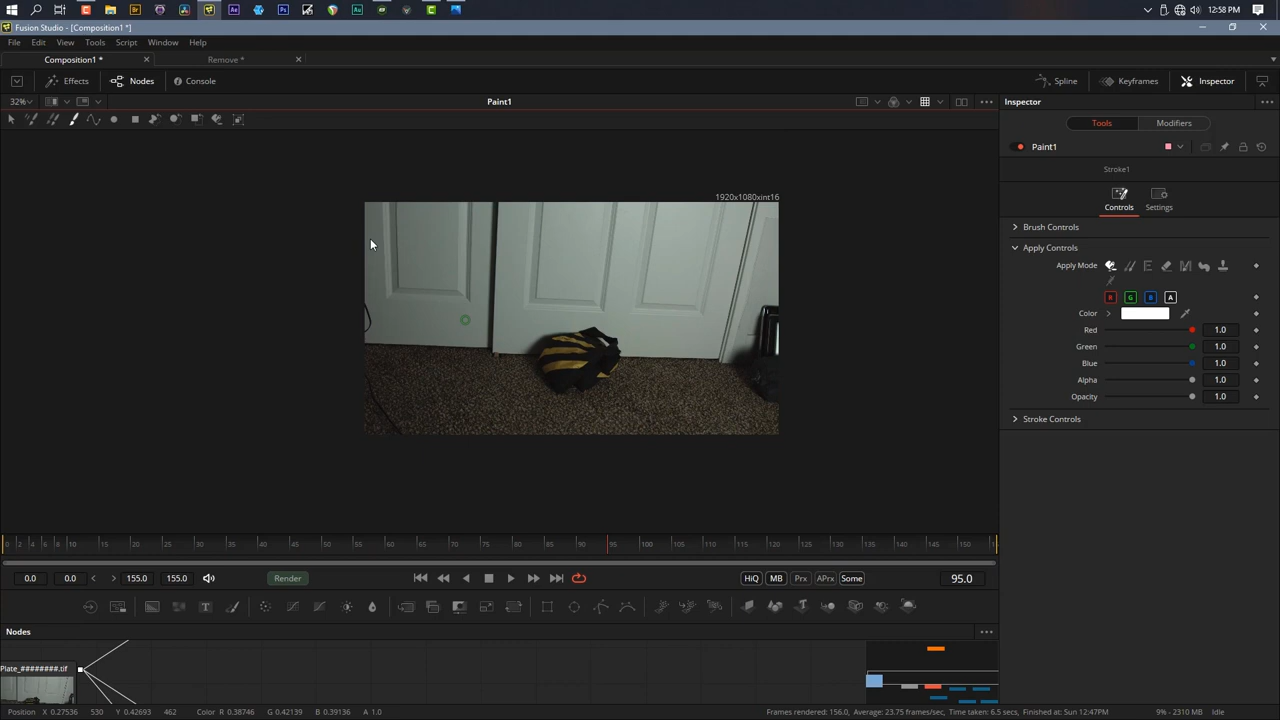 12:58 PM
Fusion Studio - [Composition1 *]
File Edit View Tools Script Window Help
Composition1 * Remove *
Effects Nodes Console Spline Keyframes Inspector
32% Paint1 Inspector
Tools Modifiers
Paint1
Stroke1
1920x1080xint16
Controls Settings
Brush Controls
Apply Controls
Apply Mode
R G B A
Color
Red 1.0
Green 1.0
Blue 1.0
Alpha 1.0
Opacity 1.0
Stroke Controls
0 2 4 6 8 10 15 20 25 30 35 40 45 50 55 60 65 70 75 80 85 90 95 100 105 110 115 120 125 130 135 140 145 150
0.0 0.0 155.0 155.0 Render HiQ MB Prx APrx Some 95.0
Nodes
Plate_########.tif
Position X 0.27536 530 Y 0.42693 462 Color R 0.38746 G 0.42139 B 0.39136 A 1.0 Frames rendered: 156.0, Average: 23.75 frames/sec, Time taken: 6.5 secs, Finished at: Sun 12:47PM 9% - 2310 MB Idle